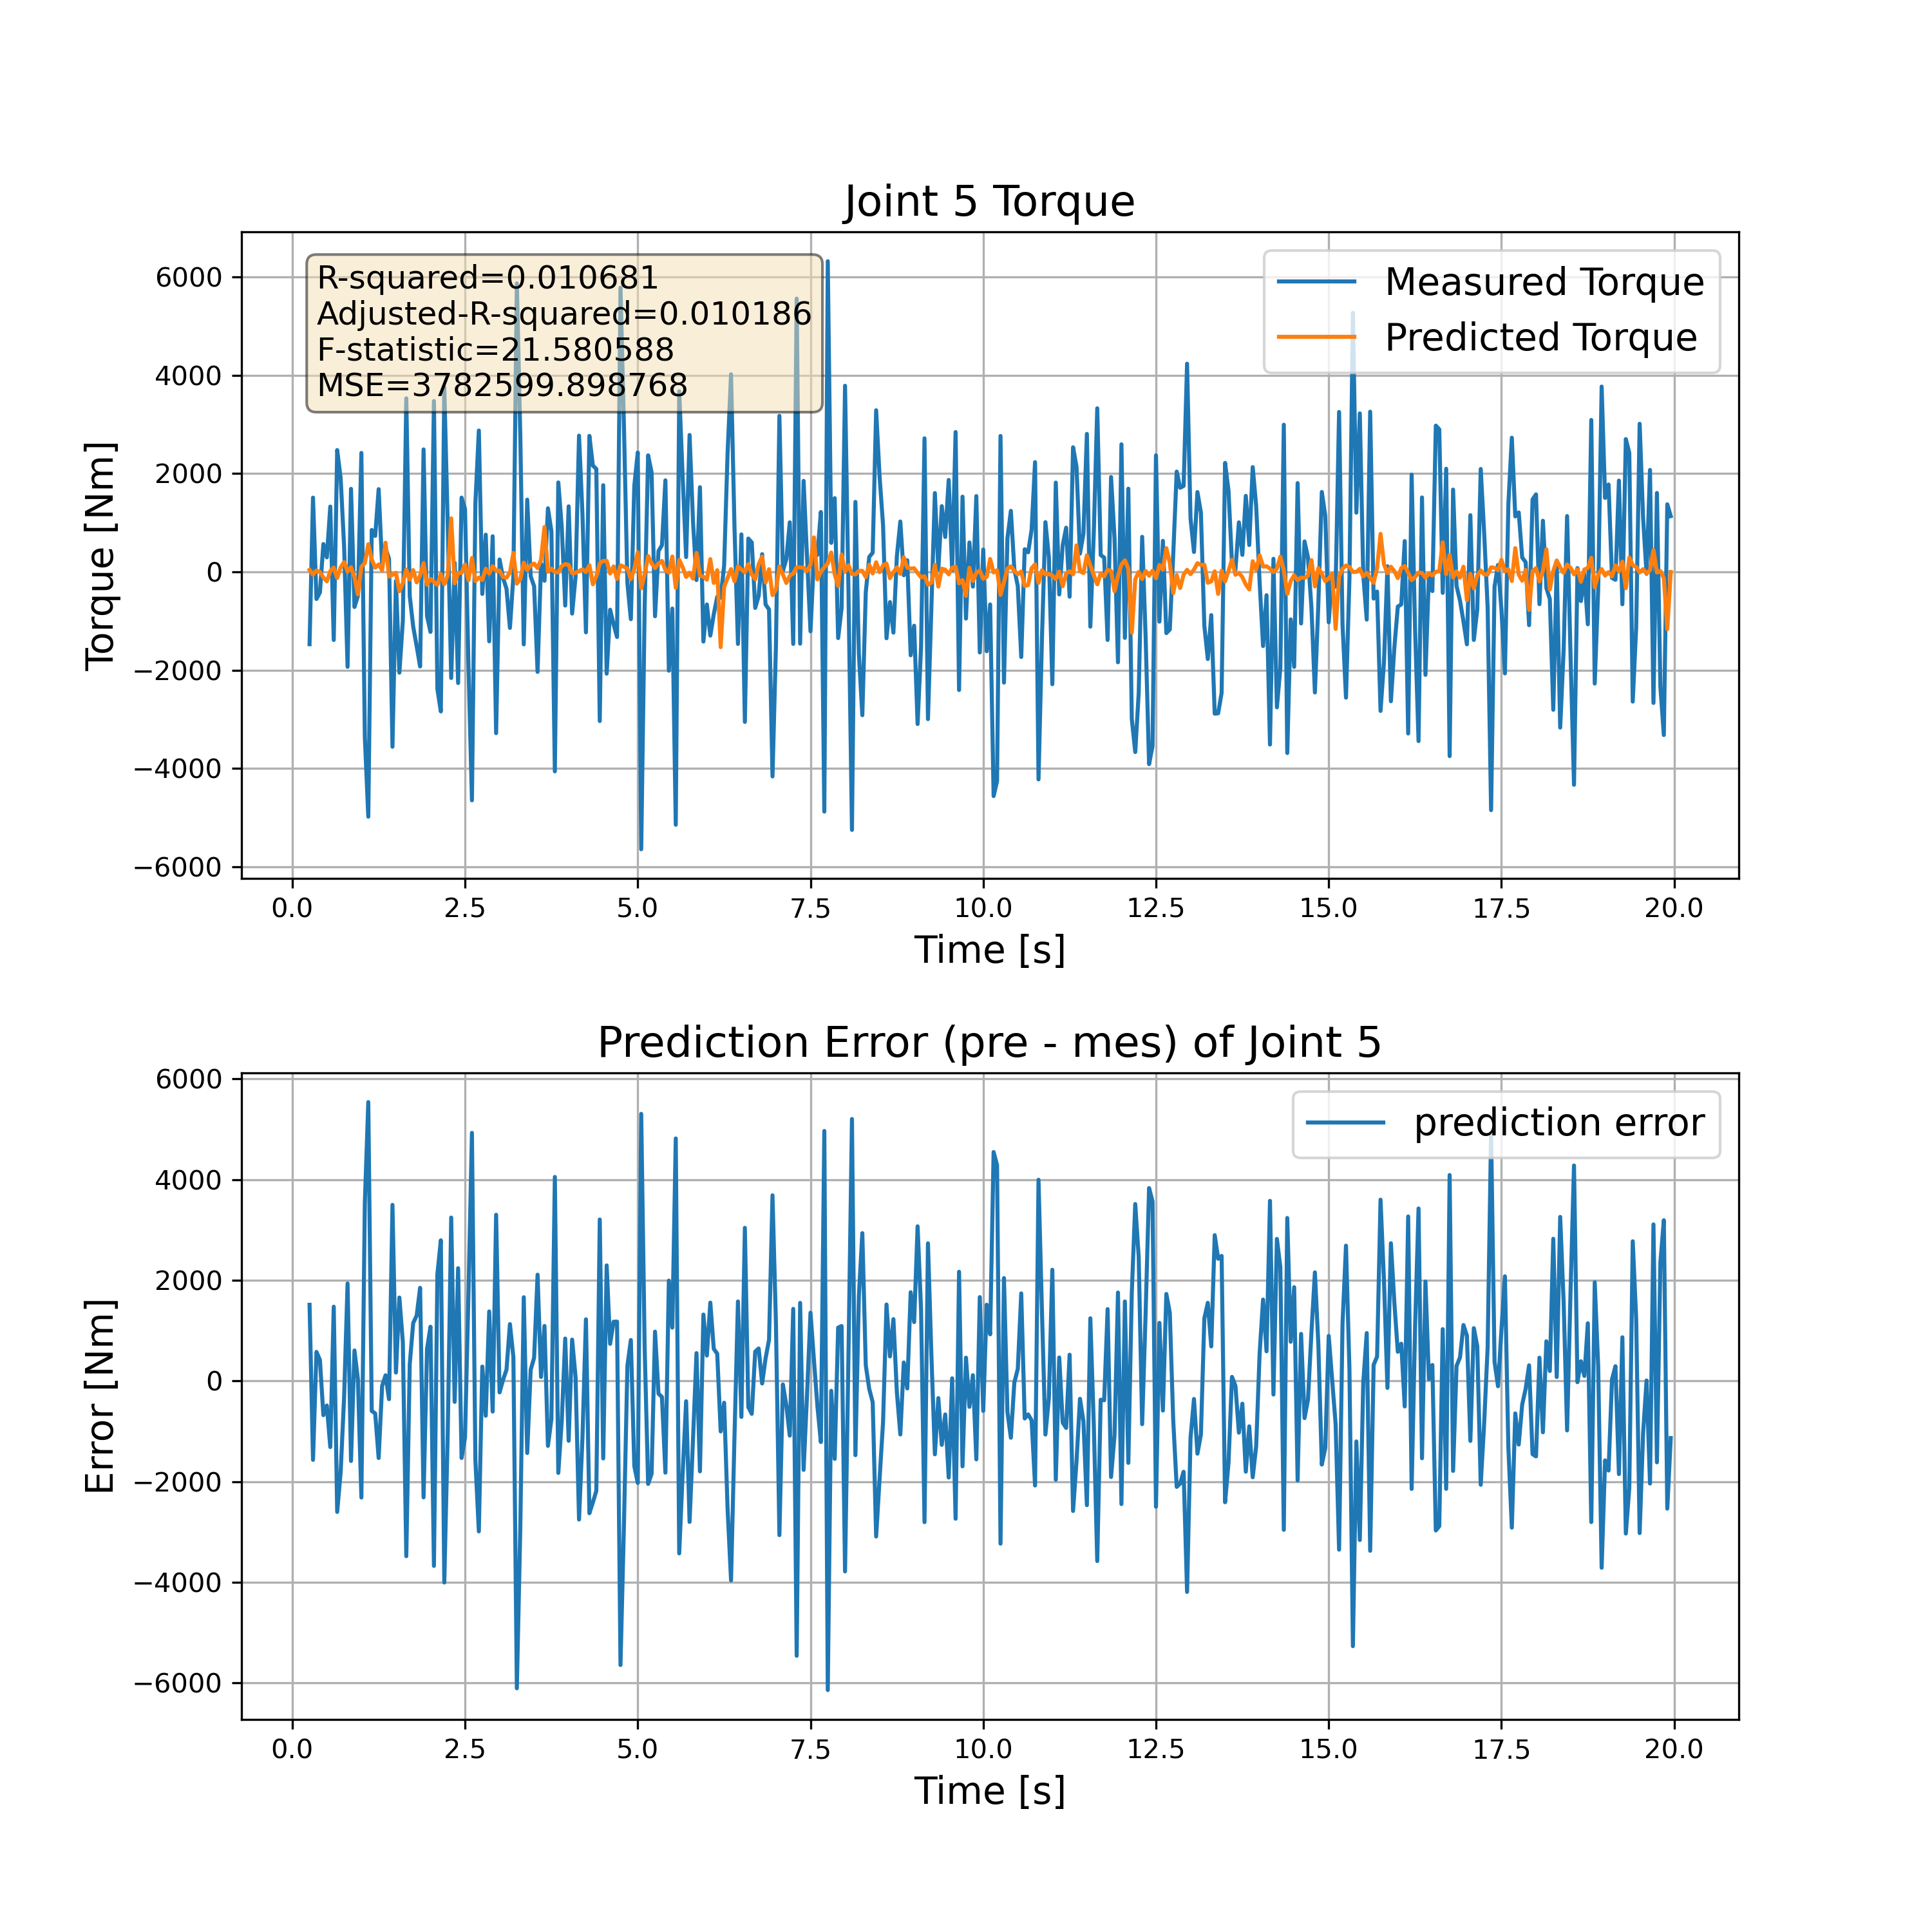 Joint 5 Torque
R-squared=0.010681
Adjusted-R-squared=0.010186
F-statistic=21.580588
MSE=3782599.898768
Measured Torque
Predicted Torque
Torque [Nm]
6000
4000
2000
0
−2000
−4000
−6000
0.0 2.5 5.0 7.5 10.0 12.5 15.0 17.5 20.0
Time [s]
Prediction Error (pre - mes) of Joint 5
prediction error
Error [Nm]
6000
4000
2000
0
−2000
−4000
−6000
0.0 2.5 5.0 7.5 10.0 12.5 15.0 17.5 20.0
Time [s]